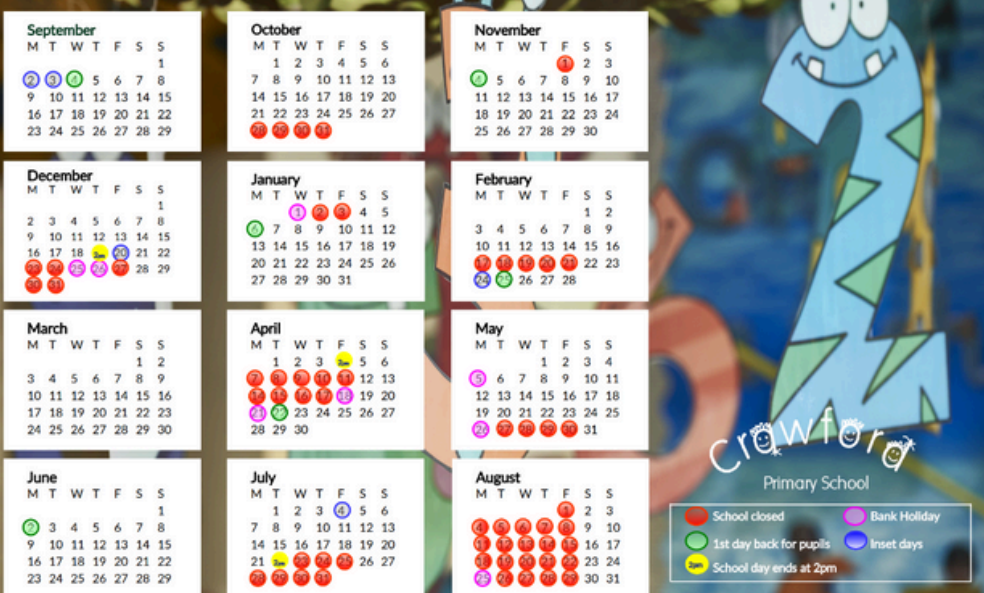 September
M T W T F S S
1
2 3 4 5 6 7 8
9 10 11 12 13 14 15
16 17 18 19 20 21 22
23 24 25 26 27 28 29
October
M T W T F S S
1 2 3 4 5 6
7 8 9 10 11 12 13
14 15 16 17 18 19 20
21 22 23 24 25 26 27
28 29 30 31
November
M T W T F S S
1 2 3
4 5 6 7 8 9 10
11 12 13 14 15 16 17
18 19 20 21 22 23 24
25 26 27 28 29 30
December
M T W T F S S
1
2 3 4 5 6 7 8
9 10 11 12 13 14 15
16 17 18 2pm 20 21 22
23 24 25 26 27 28 29
30 31
January
M T W T F S S
1 2 3 4 5
6 7 8 9 10 11 12
13 14 15 16 17 18 19
20 21 22 23 24 25 26
27 28 29 30 31
February
M T W T F S S
1 2
3 4 5 6 7 8 9
10 11 12 13 14 15 16
17 18 19 20 21 22 23
24 25 26 27 28
March
M T W T F S S
1 2
3 4 5 6 7 8 9
10 11 12 13 14 15 16
17 18 19 20 21 22 23
24 25 26 27 28 29 30
April
M T W T F S S
1 2 3 2pm 5 6
7 8 9 10 11 12 13
14 15 16 17 18 19 20
21 22 23 24 25 26 27
28 29 30
May
M T W T F S S
1 2 3 4
5 6 7 8 9 10 11
12 13 14 15 16 17 18
19 20 21 22 23 24 25
26 27 28 29 30 31
June
M T W T F S S
1
2 3 4 5 6 7 8
9 10 11 12 13 14 15
16 17 18 19 20 21 22
23 24 25 26 27 28 29
July
M T W T F S S
1 2 3 4 5 6
7 8 9 10 11 12 13
14 15 16 17 18 19 20
21 2pm 23 24 25 26 27
28 29 30 31
August
M T W T F S S
1 2 3
4 5 6 7 8 9 10
11 12 13 14 15 16 17
18 19 20 21 22 23 24
25 26 27 28 29 30 31
Crawford
Primary School
School closed
Bank Holiday
1st day back for pupils
Inset days
2pm School day ends at 2pm